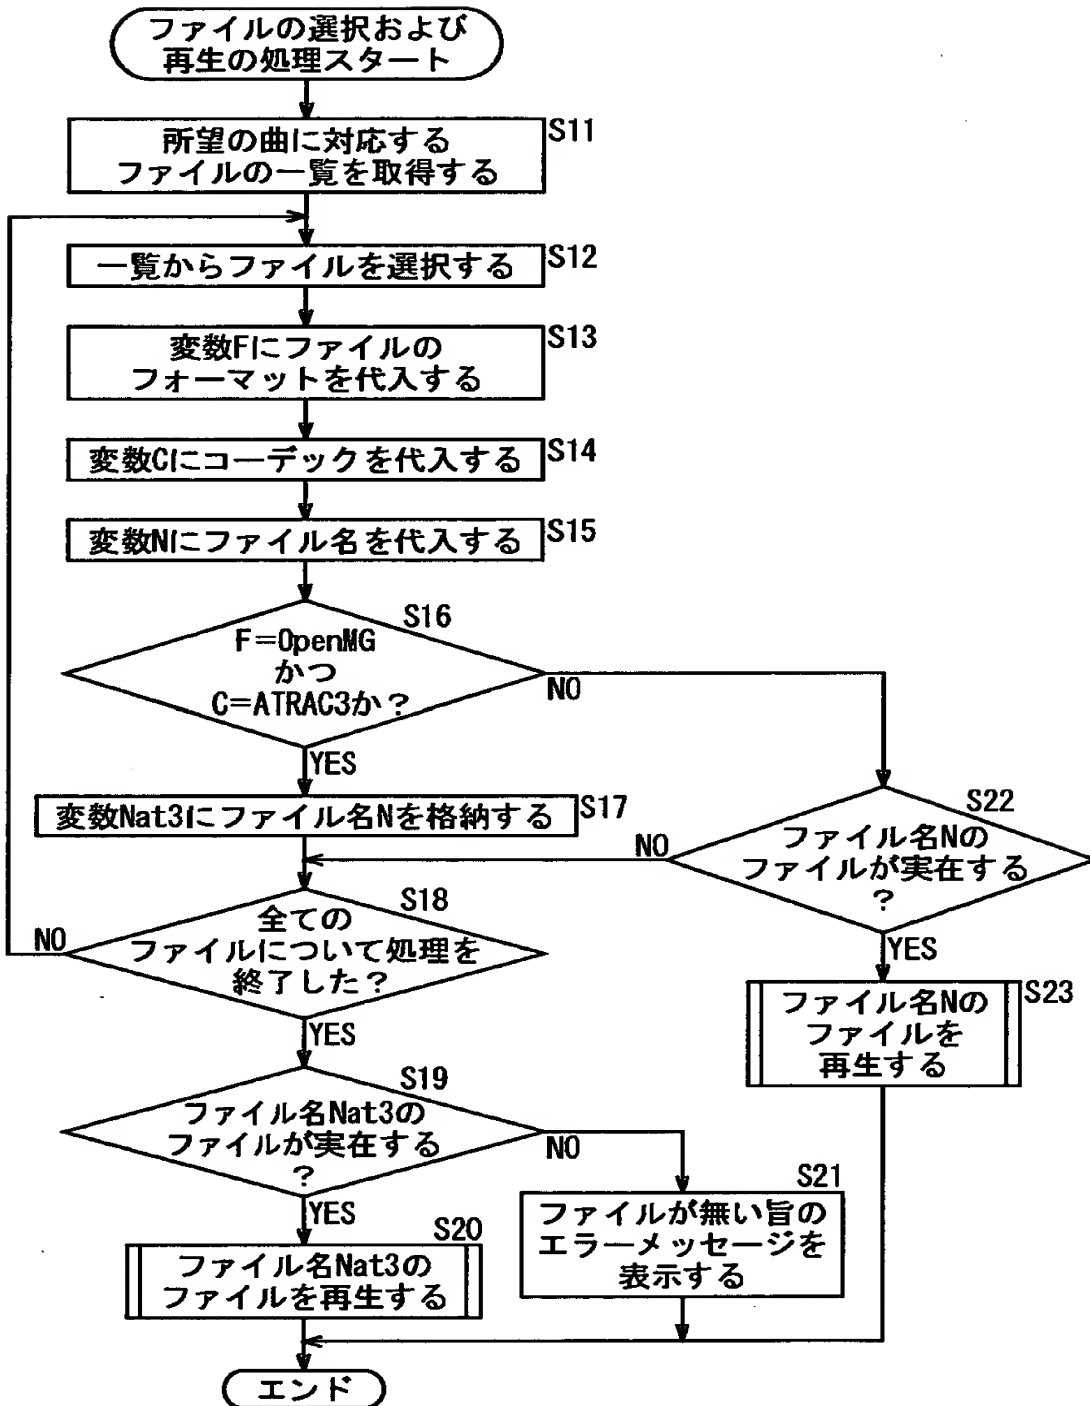 ファイルの選択および
再生の処理スタート
S11
所望の曲に対応する
ファイルの一覧を取得する
S12
一覧からファイルを選択する
S13
変数Fにファイルの
フォーマットを代入する
S14
変数Cにコーデックを代入する
S15
変数Nにファイル名を代入する
S16
F=OpenMG
かつ
C=ATRAC3か?
NO
YES
S17
変数Nat3にファイル名Nを格納する
S22
ファイル名Nの
ファイルが実在する
?
NO
YES
S18
全ての
ファイルについて処理を
終了した?
NO
YES
S23
ファイル名Nの
ファイルを
再生する
S19
ファイル名Nat3の
ファイルが実在する
?
NO
YES
S21
ファイルが無い旨の
エラーメッセージを
表示する
S20
ファイル名Nat3の
ファイルを再生する
エンド